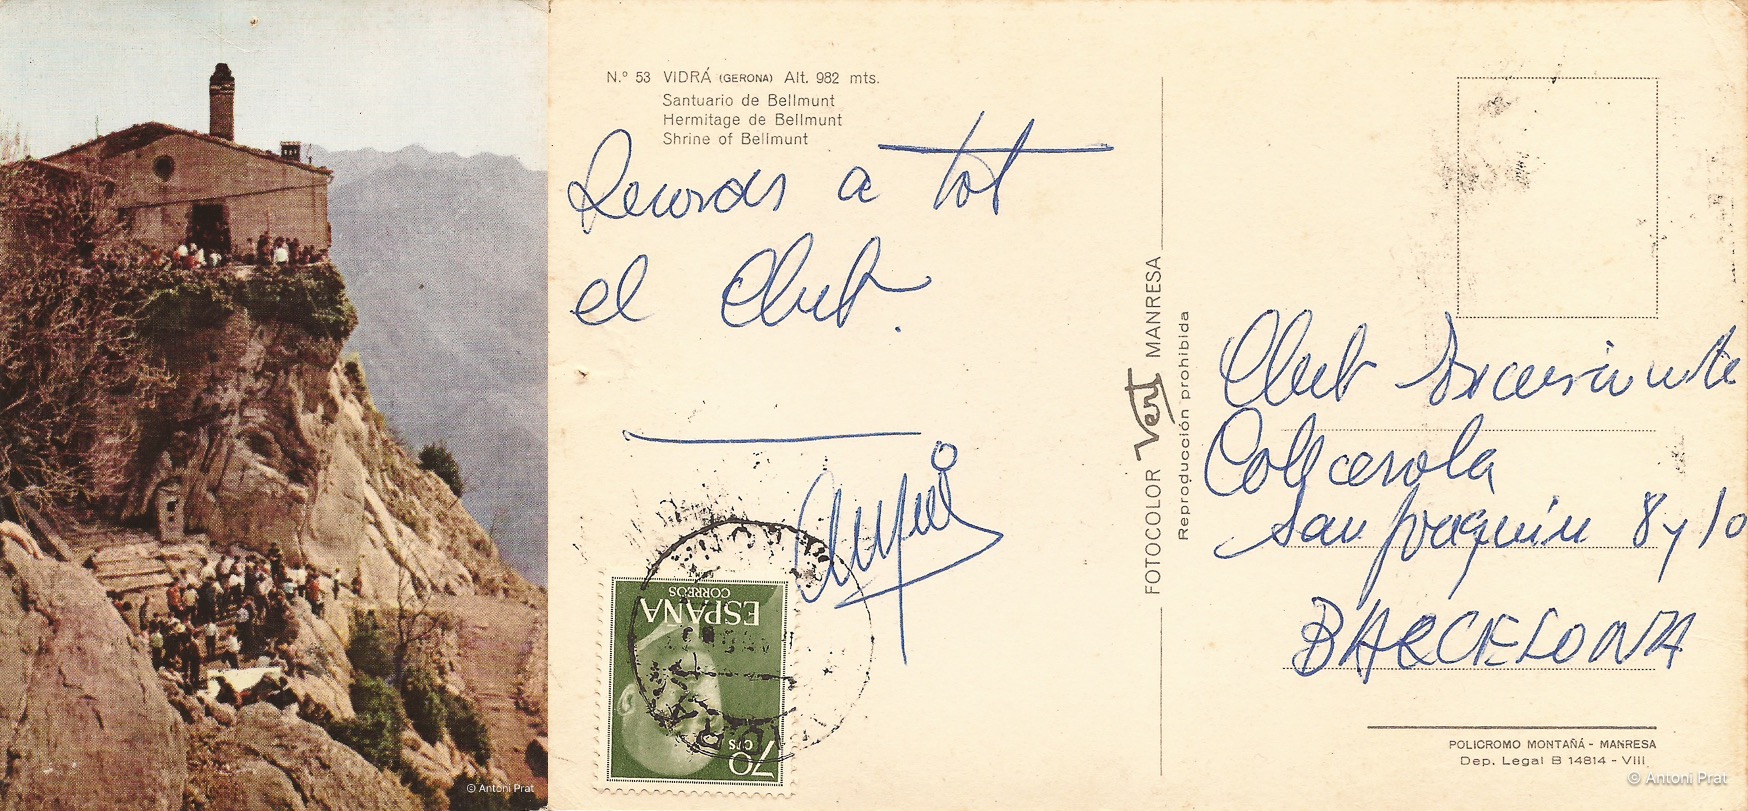 © Antoni Prat
N.º 53 VIDRÁ (GERONA) Alt. 982 mts.
Santuario de Bellmunt
Hermitage de Bellmunt
Shrine of Bellmunt
Records a tot
el Club.
ESPAÑA
CORREOS
70
CTS
FOTOCOLOR Vert MANRESA
Reproducción prohibida
Club Excursionista
Collcerola
San Joaquin 8 y 10
BARCELONA
POLICROMO MONTAÑÁ - MANRESA
Dep. Legal B 14814 - VIII
© Antoni Prat